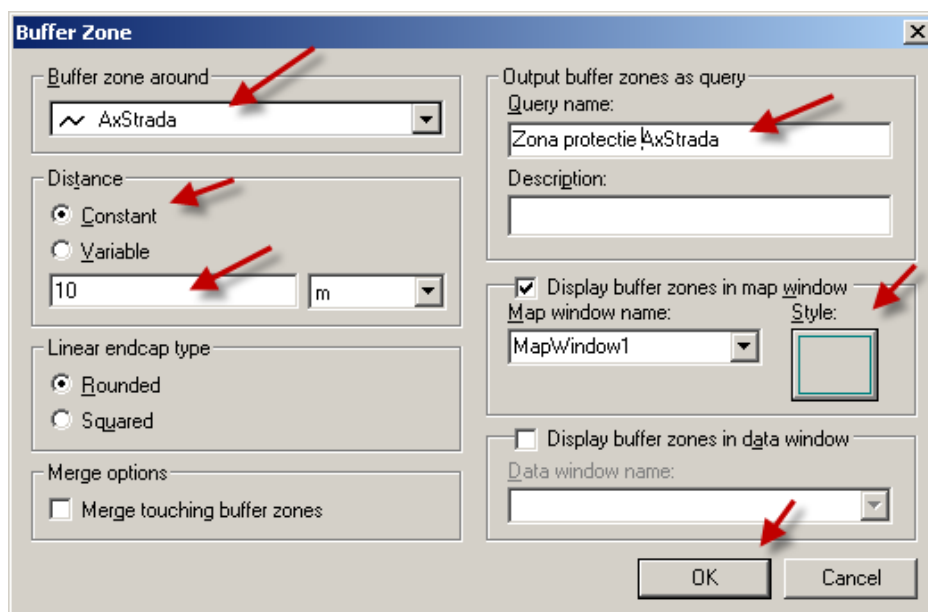 Buffer Zone
Buffer zone around
AxStrada
Distance
Constant
Variable
10
m
Linear endcap type
Rounded
Squared
Merge options
Merge touching buffer zones
Output buffer zones as query
Query name:
Zona protectie AxStrada
Description:
Display buffer zones in map window
Map window name:
Style:
MapWindow1
Display buffer zones in data window
Data window name:
OK
Cancel